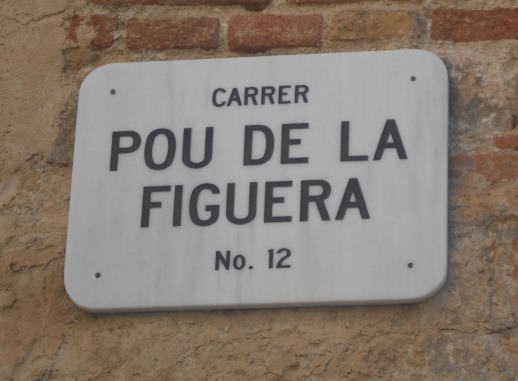 CARRER
POU DE LA
FIGUERA
No. 12